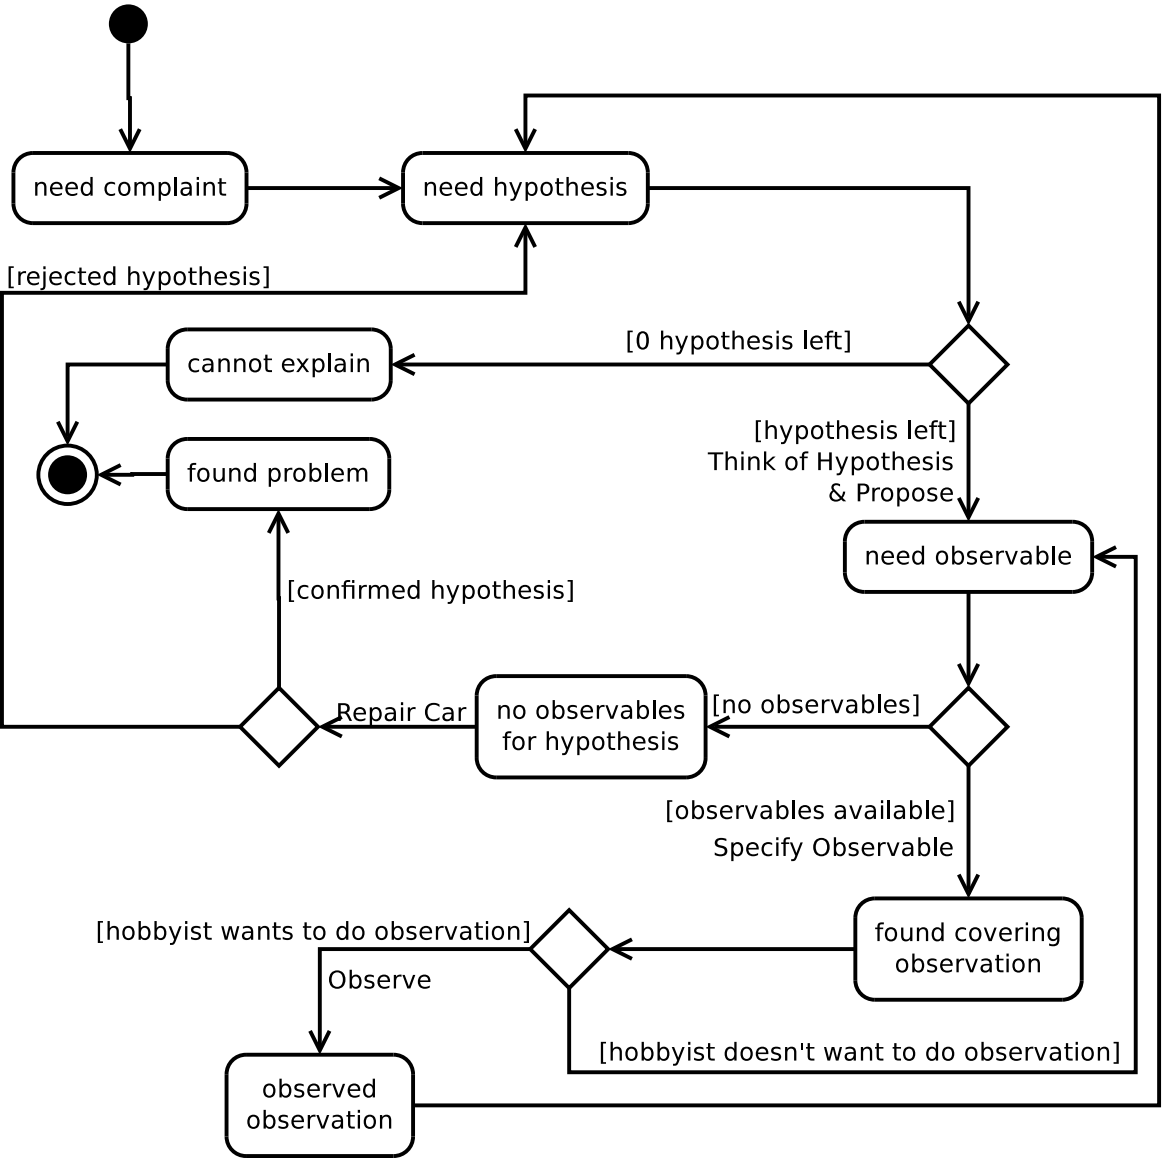 need complaint
need hypothesis
[rejected hypothesis]
[0 hypothesis left]
cannot explain
[hypothesis left]
Think of Hypothesis
& Propose
found problem
need observable
[confirmed hypothesis]
Repair Car
no observables
for hypothesis
[no observables]
[observables available]
Specify Observable
[hobbyist wants to do observation]
Observe
found covering
observation
[hobbyist doesn't want to do observation]
observed
observation